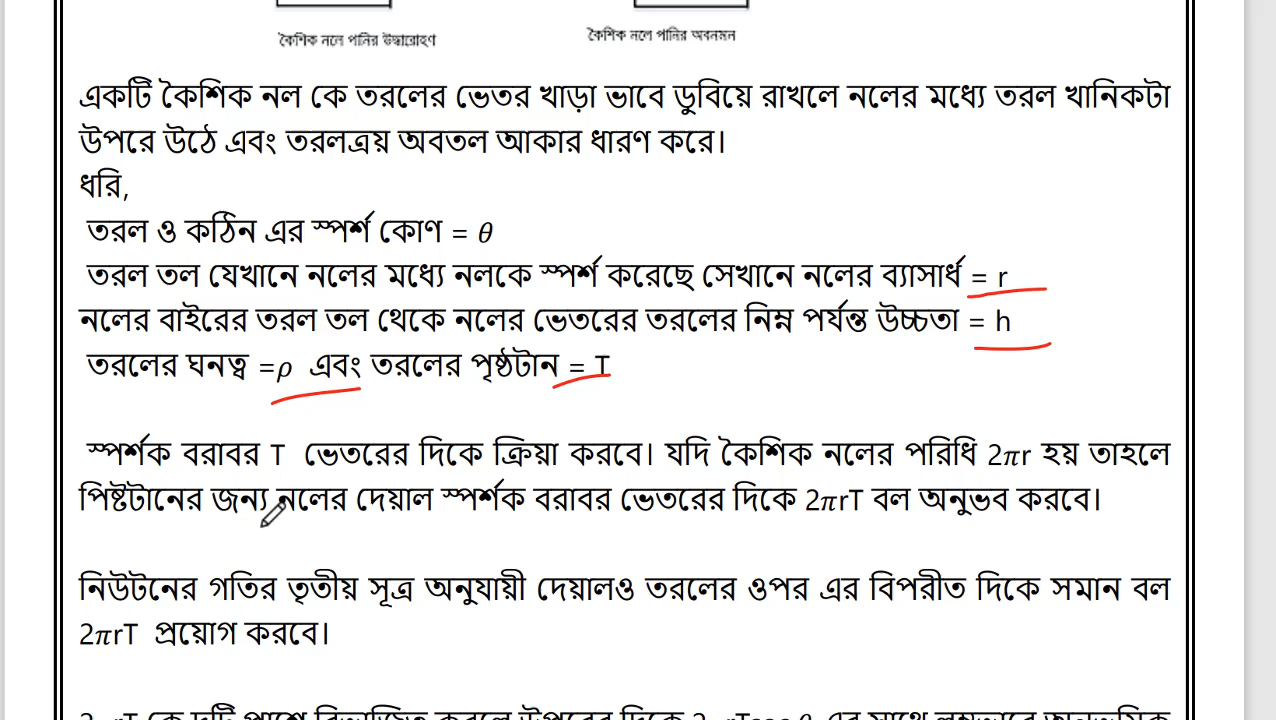 কৈশিক নলে পানির উদ্ধারোহণ
কৈশিক নলে পানির অবনমন
একটি কৈশিক নল কে তরলের ভেতর খাড়া ভাবে ডুবিয়ে রাখলে নলের মধ্যে তরল খানিকটা
উপরে উঠে এবং তরলত্রয় অবতল আকার ধারণ করে।
ধরি,
তরল ও কঠিন এর স্পর্শ কোণ = θ
তরল তল যেখানে নলের মধ্যে নলকে স্পর্শ করেছে সেখানে নলের ব্যাসার্ধ = r
নলের বাইরের তরল তল থেকে নলের ভেতরের তরলের নিম্ন পর্যন্ত উচ্চতা = h
তরলের ঘনত্ব =ρ এবং তরলের পৃষ্ঠটান = T
স্পর্শক বরাবর T ভেতরের দিকে ক্রিয়া করবে। যদি কৈশিক নলের পরিধি 2πr হয় তাহলে
পিষ্টটানের জন্য নলের দেয়াল স্পর্শক বরাবর ভেতরের দিকে 2πrT বল অনুভব করবে।
নিউটনের গতির তৃতীয় সূত্র অনুযায়ী দেয়ালও তরলের ওপর এর বিপরীত দিকে সমান বল
2πrT প্রয়োগ করবে।